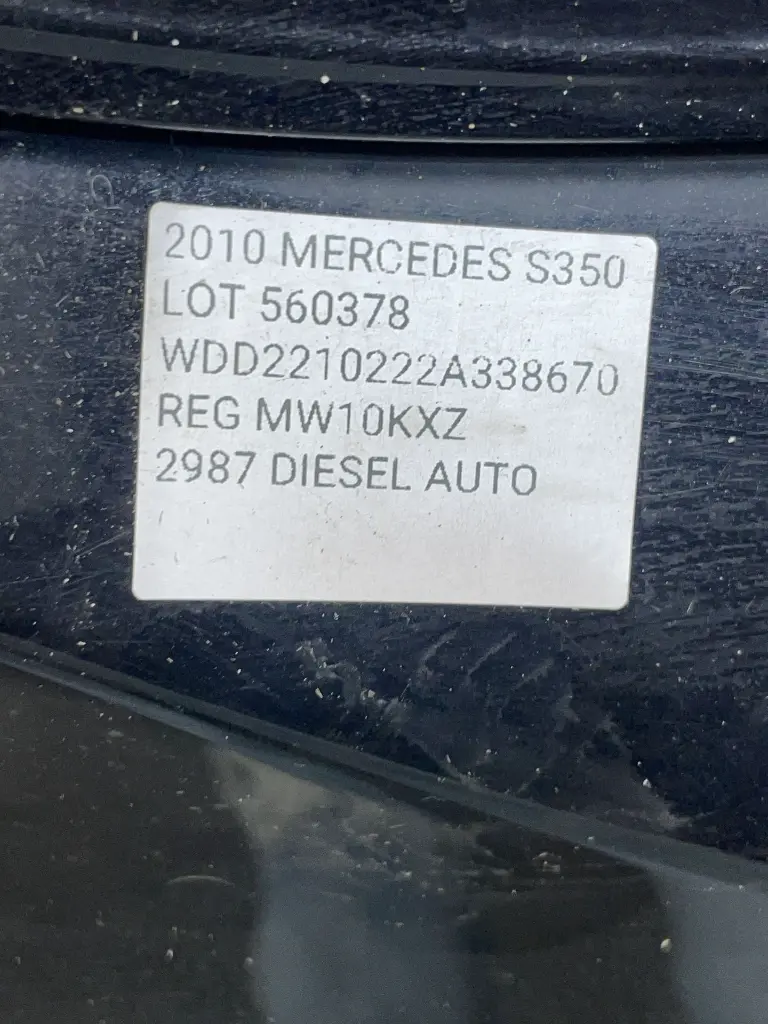 2010 MERCEDES S350
LOT 560378
WDD2210222A338670
REG MW10KXZ
2987 DIESEL AUTO